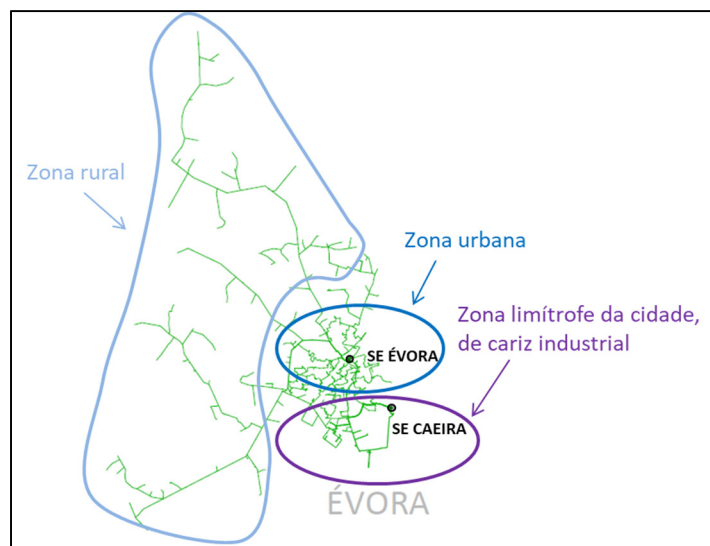 Zona rural
Zona urbana
Zona limítrofe da cidade,
de cariz industrial
SE ÉVORA
SE CAEIRA
ÉVORA